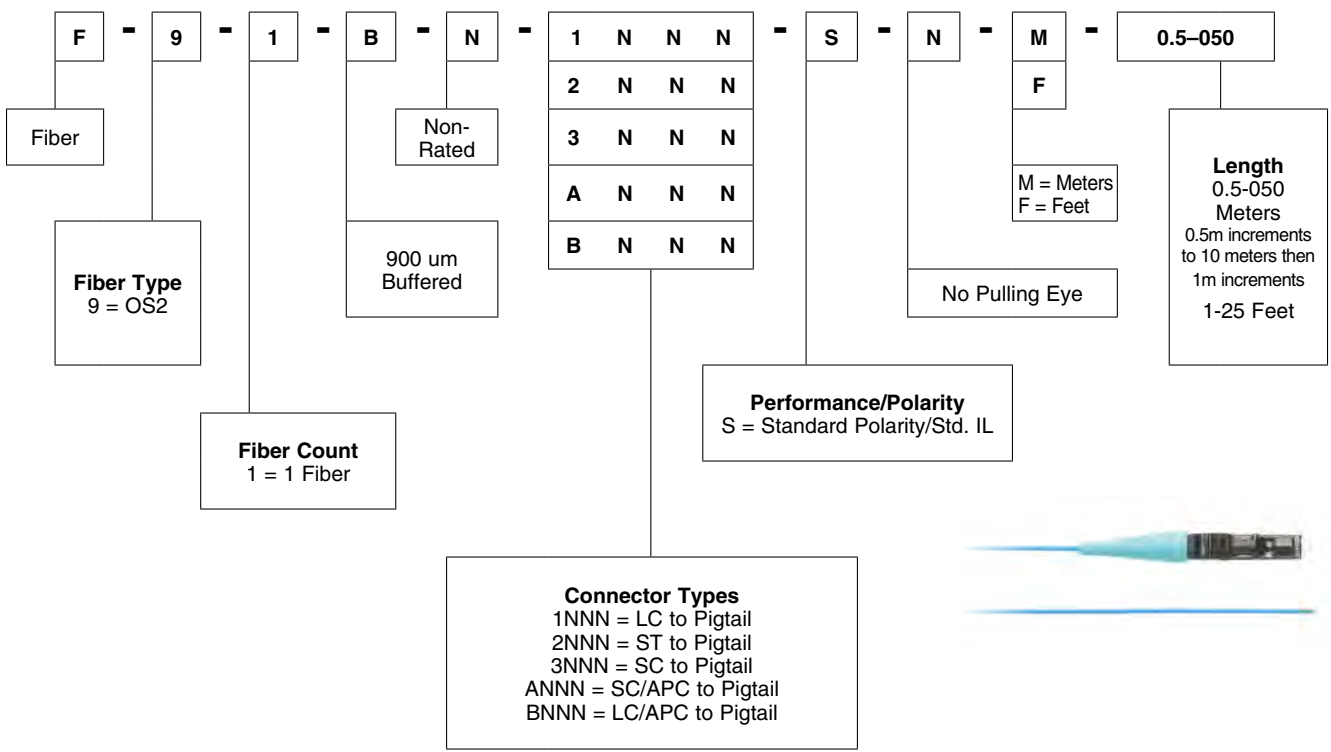 F - 9 - 1 - B - N - 1 N N N - S - N - M - 0.5–050
2 N N N
F
3 N N N
A N N N
B N N N
Fiber
Non-
Rated
M = Meters
F = Feet
Length
0.5-050
Meters
0.5m increments
to 10 meters then
1m increments
1-25 Feet
Fiber Type
9 = OS2
900 um
Buffered
No Pulling Eye
Performance/Polarity
S = Standard Polarity/Std. IL
Fiber Count
1 = 1 Fiber
Connector Types
1NNN = LC to Pigtail
2NNN = ST to Pigtail
3NNN = SC to Pigtail
ANNN = SC/APC to Pigtail
BNNN = LC/APC to Pigtail